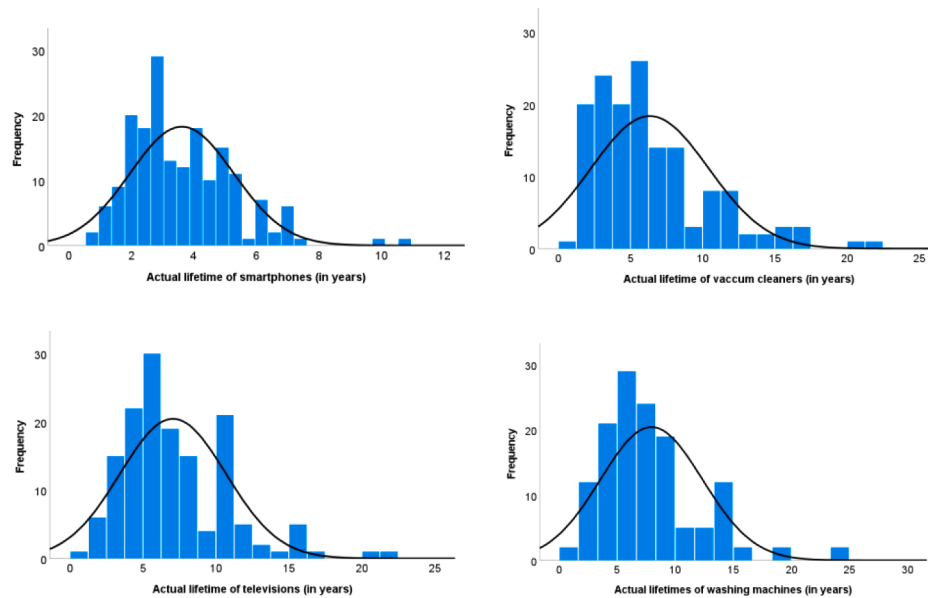 30
20
10
0
Frequency
0 2 4 6 8 10 12
Actual lifetime of smartphones (in years)
30
20
10
0
Frequency
0 5 10 15 20 25
Actual lifetime of vaccum cleaners (in years)
30
20
10
0
Frequency
0 5 10 15 20 25
Actual lifetime of televisions (in years)
30
20
10
0
Frequency
0 5 10 15 20 25 30
Actual lifetimes of washing machines (in years)